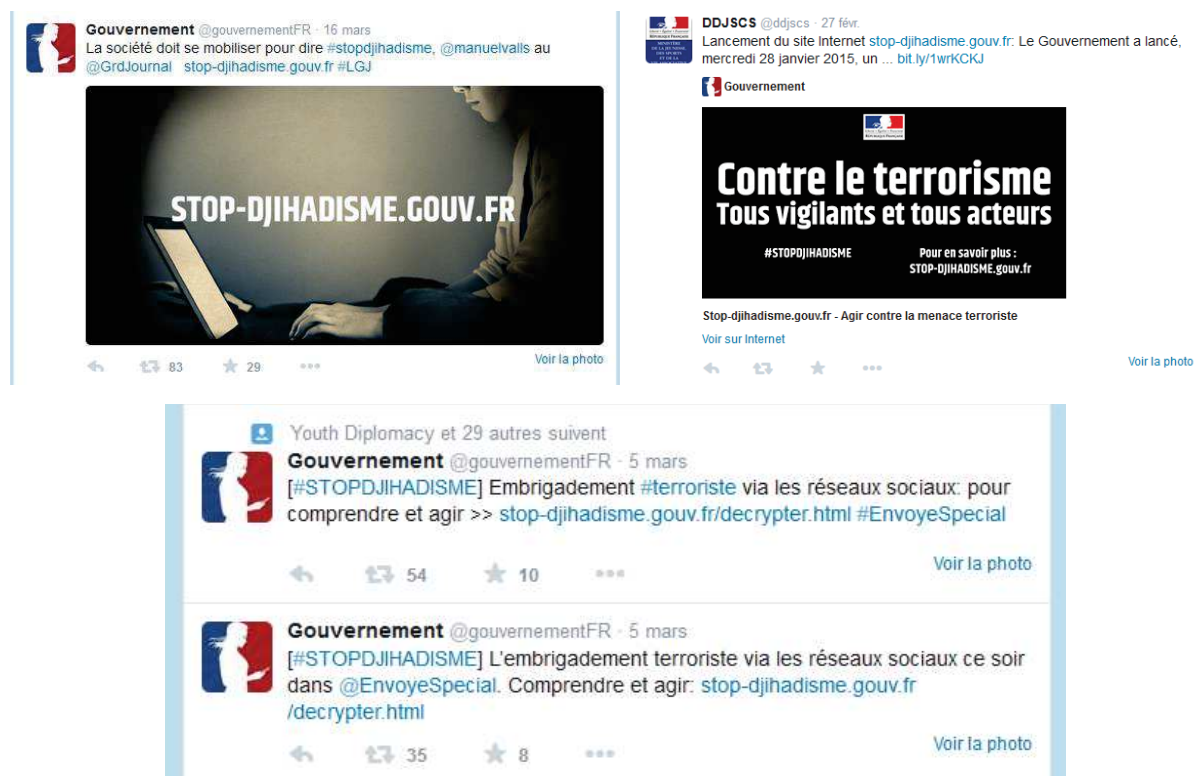 Gouvernement @gouvernementFR · 16 mars
La société doit se mobiliser pour dire #stopdjihadisme, @manuelvalls au
@GrdJournal stop-djihadisme.gouv.fr #LGJ
STOP-DJIHADISME.GOUV.FR
83 29
Voir la photo
DDJSCS @ddjscs · 27 févr.
Lancement du site Internet stop-djihadisme.gouv.fr. Le Gouvernement a lancé,
mercredi 28 janvier 2015, un ... bit.ly/1wrKCKJ
Gouvernement
Contre le terrorisme
Tous vigilants et tous acteurs
#STOPDJIHADISME
Pour en savoir plus :
STOP-DJIHADISME.gouv.fr
Stop-djihadisme.gouv.fr - Agir contre la menace terroriste
Voir sur Internet
Voir la photo
Youth Diplomacy et 29 autres suivent
Gouvernement @gouvernementFR · 5 mars
[#STOPDJIHADISME] Embrigadement #terroriste via les réseaux sociaux: pour
comprendre et agir >> stop-djihadisme.gouv.fr/decrypter.html #EnvoyeSpecial
54 10
Voir la photo
Gouvernement @gouvernementFR · 5 mars
[#STOPDJIHADISME] L'embrigadement terroriste via les réseaux sociaux ce soir
dans @EnvoyeSpecial. Comprendre et agir: stop-djihadisme.gouv.fr
/decrypter.html
35 8
Voir la photo